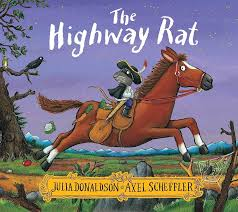 The
Highway Rat
JULIA DONALDSON • AXEL SCHEFFLER